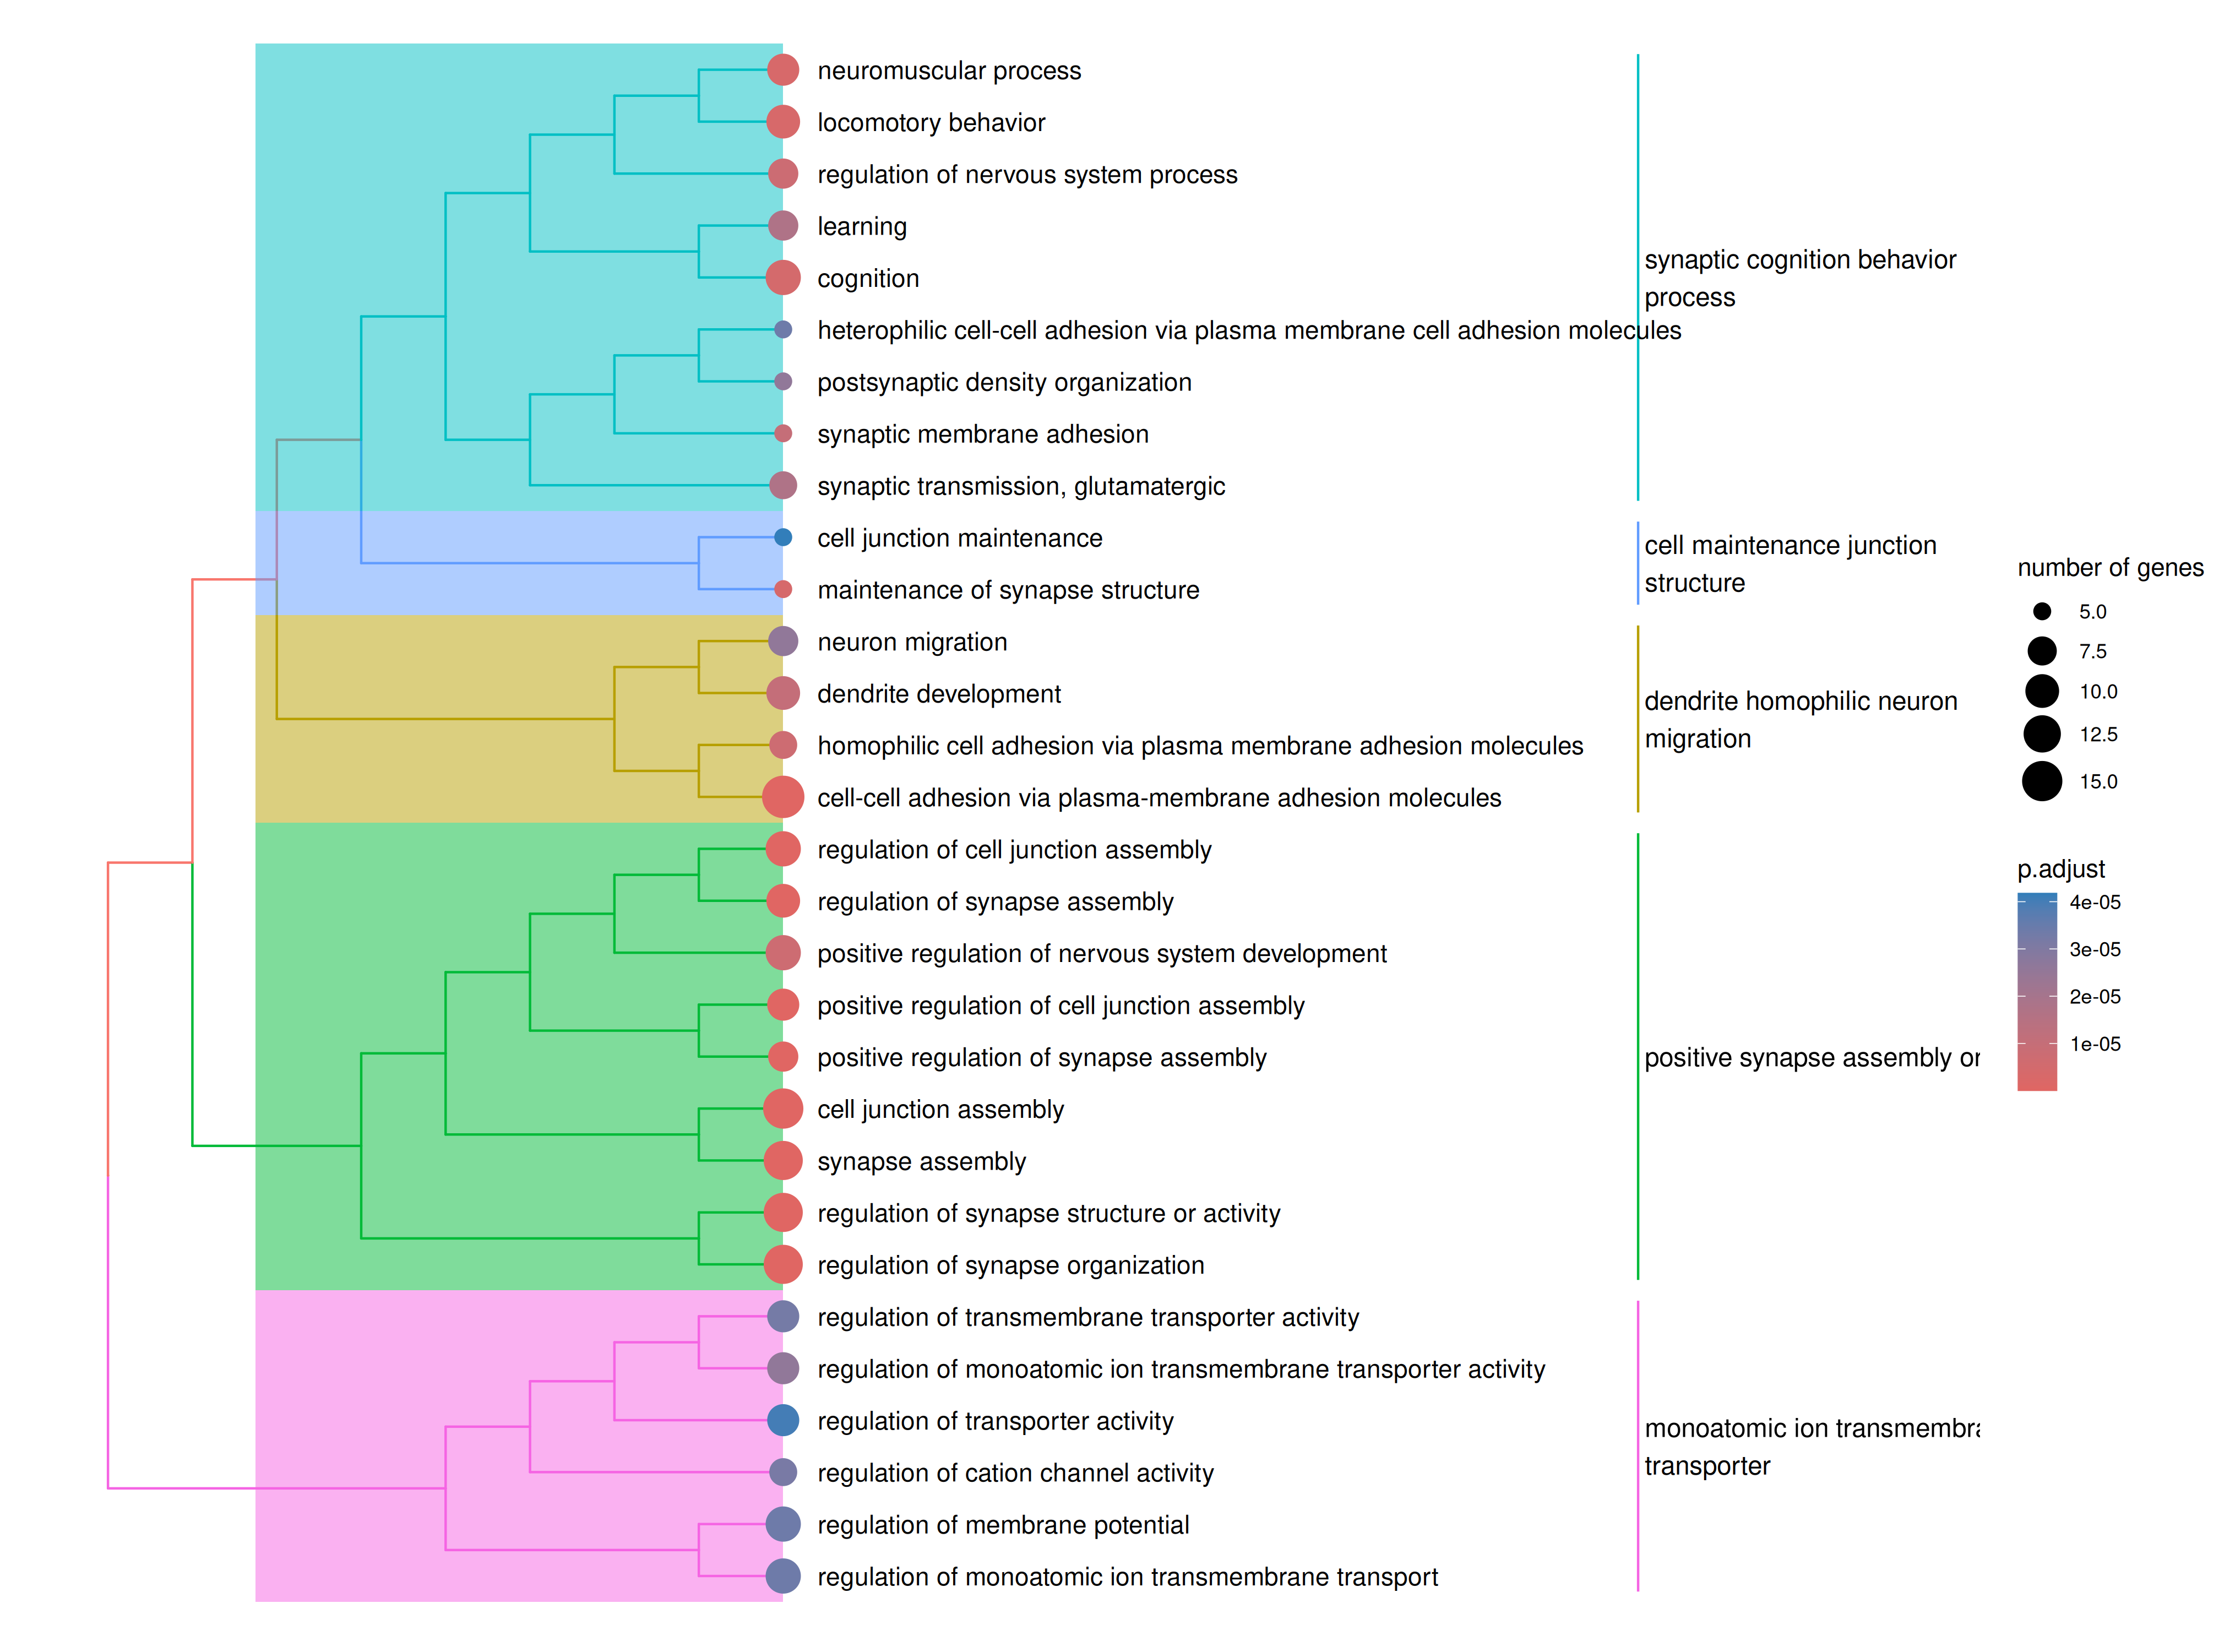 neuromuscular process
locomotory behavior
regulation of nervous system process
learning
cognition
heterophilic cell-cell adhesion via plasma membrane cell adhesion molecules
postsynaptic density organization
synaptic membrane adhesion
synaptic transmission, glutamatergic
cell junction maintenance
maintenance of synapse structure
neuron migration
dendrite development
homophilic cell adhesion via plasma membrane adhesion molecules
cell-cell adhesion via plasma-membrane adhesion molecules
regulation of cell junction assembly
regulation of synapse assembly
positive regulation of nervous system development
positive regulation of cell junction assembly
positive regulation of synapse assembly
cell junction assembly
synapse assembly
regulation of synapse structure or activity
regulation of synapse organization
regulation of transmembrane transporter activity
regulation of monoatomic ion transmembrane transporter activity
regulation of transporter activity
regulation of cation channel activity
regulation of membrane potential
regulation of monoatomic ion transmembrane transport
synaptic cognition behavior
process
cell maintenance junction
structure
dendrite homophilic neuron
migration
positive synapse assembly or
monoatomic ion transmembra
transporter
number of genes
5.0
7.5
10.0
12.5
15.0
p.adjust
4e-05
3e-05
2e-05
1e-05